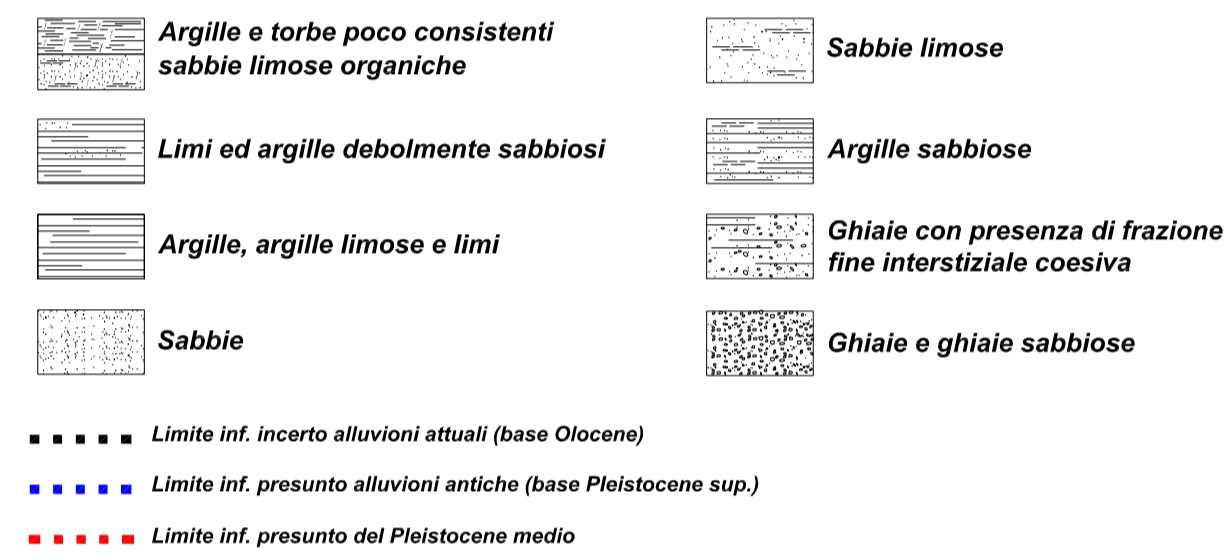 Argille e torbe poco consistenti
sabbie limose organiche
Limi ed argille debolmente sabbiosi
Argille, argille limose e limi
Sabbie
Sabbie limose
Argille sabbiose
Ghiaie con presenza di frazione
fine interstiziale coesiva
Ghiaie e ghiaie sabbiose
Limite inf. incerto alluvioni attuali (base Olocene)
Limite inf. presunto alluvioni antiche (base Pleistocene sup.)
Limite inf. presunto del Pleistocene medio